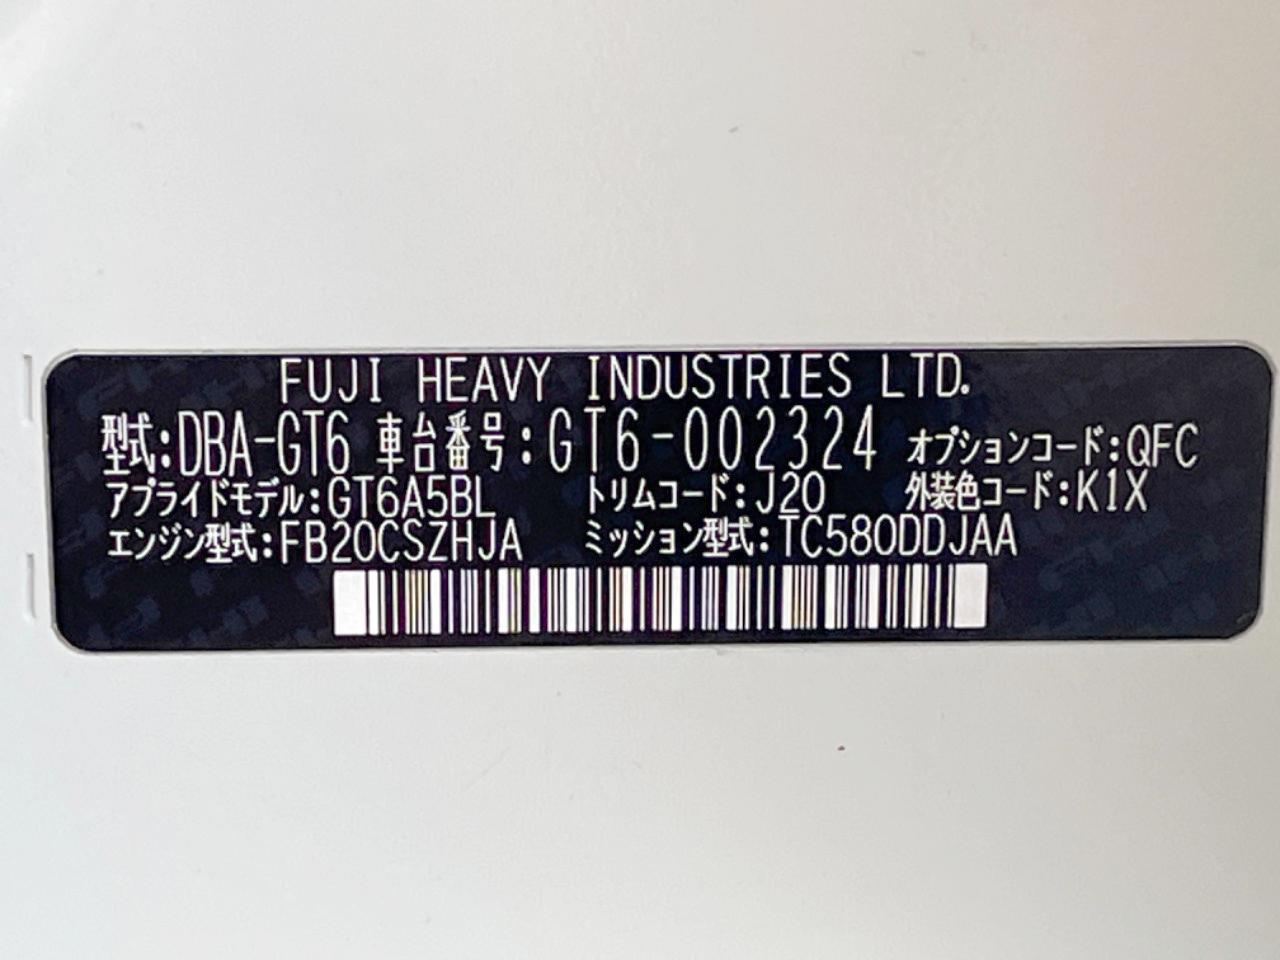 FUJI HEAVY INDUSTRIES LTD.
型式:DBA-GT6 車台番号:GT6-002324 オプションコード:QFC
アプライドモデル:GT6A5BL トリムコード:J20 外装色コード:K1X
エンジン型式:FB20CSZHJA ミッション型式:TC580DDJAA